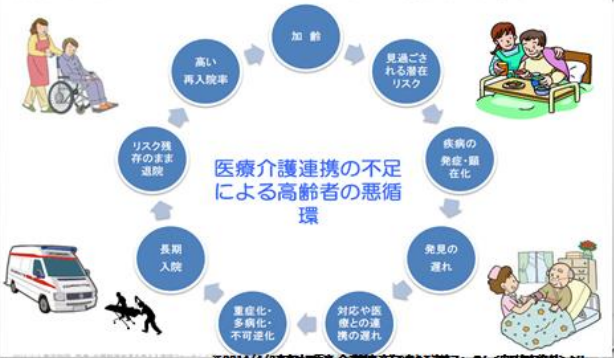 加 齢
見過ごさ
れる潜在
リスク
疾病の
発症・顕
在化
発見の
遅れ
対応や医
療との連
携の遅れ
重症化・
多病化・
不可逆化
長期
入院
リスク残
存のまま
退院
高い
再入院率
医療介護連携の不足
による高齢者の悪循
環